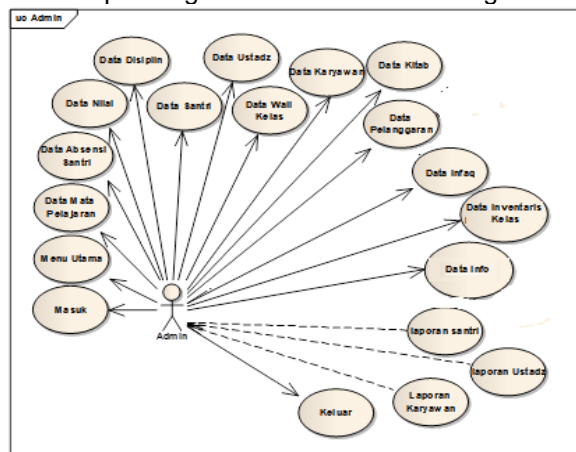 uc Admin
Data Disiplin
Data Ustadz
Data Karyawan
Data Kitab
Data Nilai
Data Santri
Data Wali
Kelas
Data
Pelanggaran
Data Absensi
Santri
Data Infaq
Data Mata
Pelajaran
Data Inventaris
Kelas
Menu Utama
Data Info
Masuk
Admin
laporan santri
laporan Ustadz
Laporan
Karyawan
Keluar